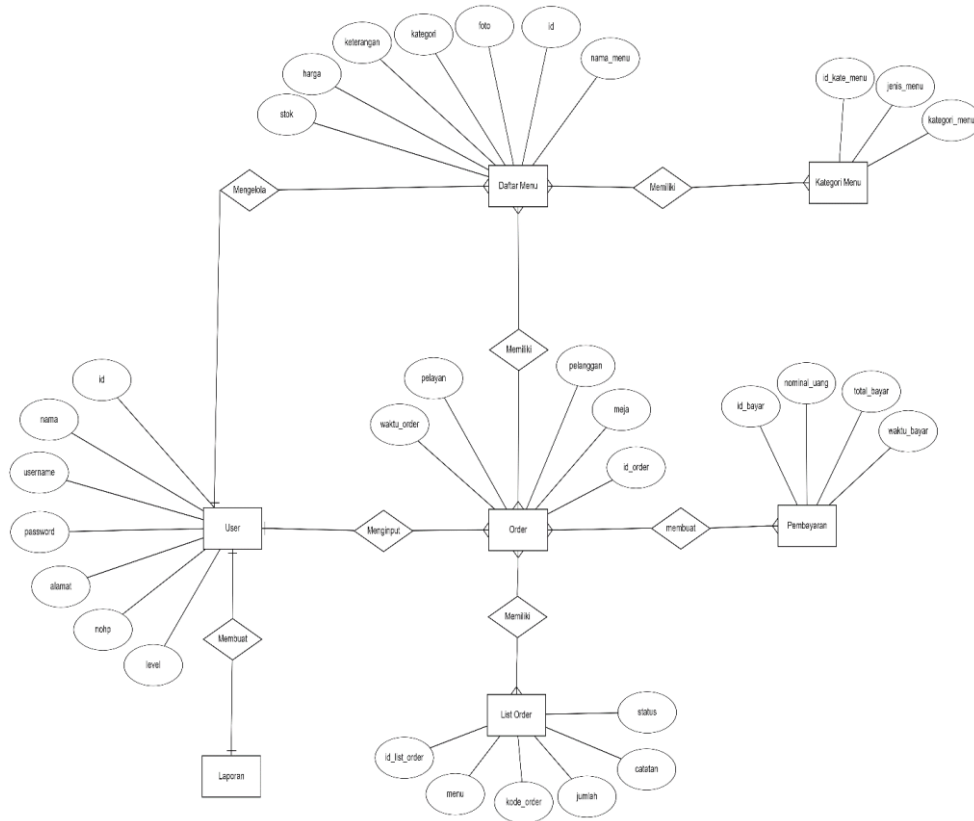 foto
id
kategori
keterangan
nama_menu
harga
stok
id_kate_menu
jenis_menu
kategori_menu
Daftar Menu
Memiliki
Kategori Menu
Mengelola
Memiliki
id
nama
username
password
alamat
nohp
level
User
pelayan
pelanggan
waktu_order
meja
id_order
Menginput
Order
membuat
nominal_uang
id_bayar
total_bayar
waktu_bayar
Pembayaran
Membuat
Memiliki
Laporan
List Order
status
id_list_order
catatan
menu
kode_order
jumlah